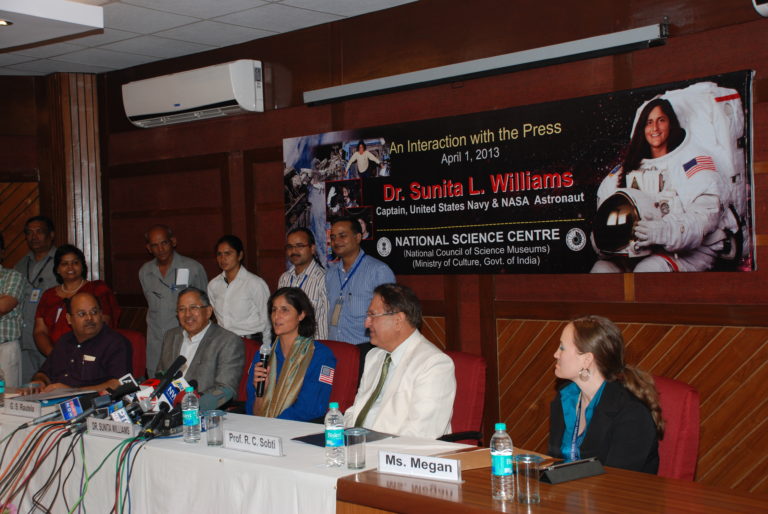 An Interaction with the Press
April 1, 2013
Dr. Sunita L. Williams
Captain, United States Navy & NASA Astronaut
NATIONAL SCIENCE CENTRE
(National Council of Science Museums)
(Ministry of Culture, Govt. of India)
G. S. Rautela
DR. SUNITA WILLIAMS
Prof. R. C. Sobti
Ms. Megan